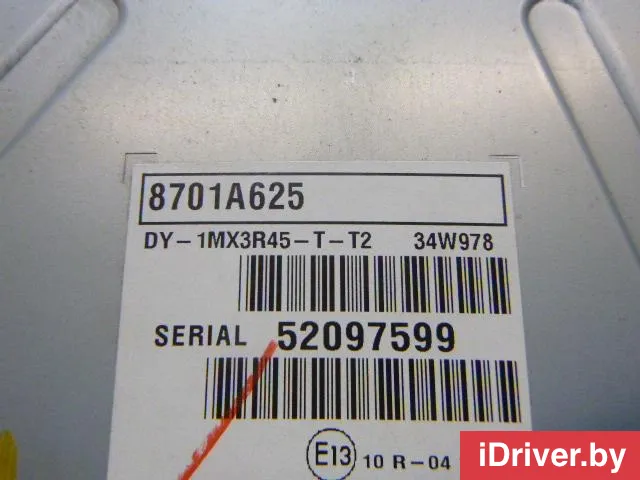 8701A625
DY-1MX3R45-T-T2 34W978
SERIAL 52097599
E13 10 R-04
iDriver.by